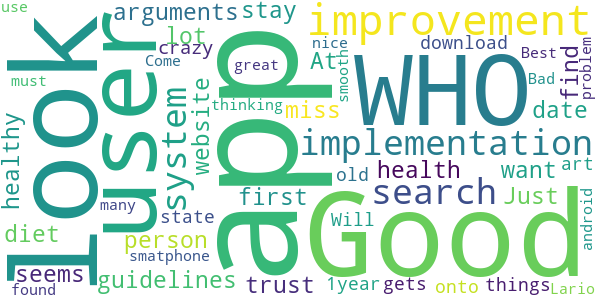 use
arguments
stay
improvement
look
user
crazy
lot
Come
app
great
At
nice
smooth
download
Best
find
problem
must
system
website
thinking
miss
WHO
Bad
date
healthy
implementation
health
want
art
many
first
old
search
Just
android
diet
state
person
Will
Good
seems
smatphone
found
guidelines
trust
1year
gets
onto
things
Lario